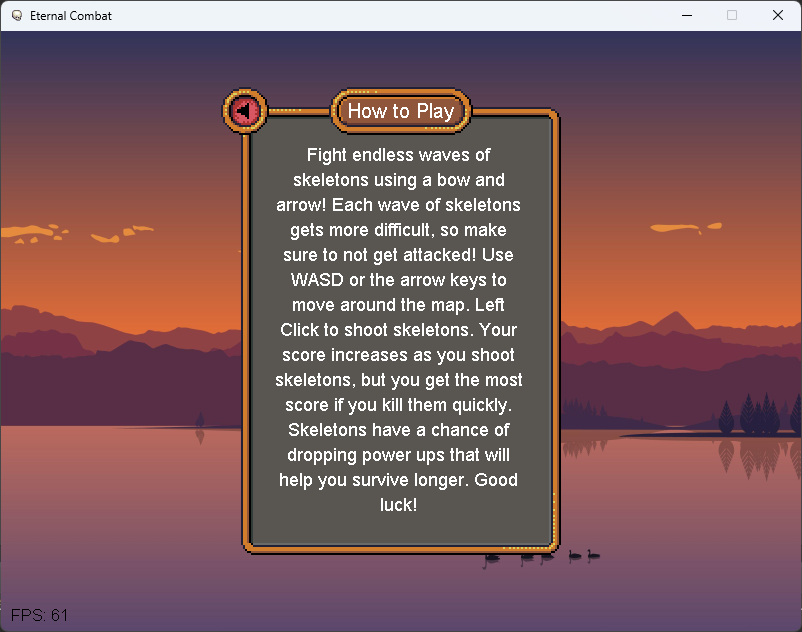 Eternal Combat
How to Play
Fight endless waves of
skeletons using a bow and
arrow! Each wave of skeletons
gets more difficult, so make
sure to not get attacked! Use
WASD or the arrow keys to
move around the map. Left
Click to shoot skeletons. Your
score increases as you shoot
skeletons, but you get the most
score if you kill them quickly.
Skeletons have a chance of
dropping power ups that will
help you survive longer. Good
luck!
FPS: 61